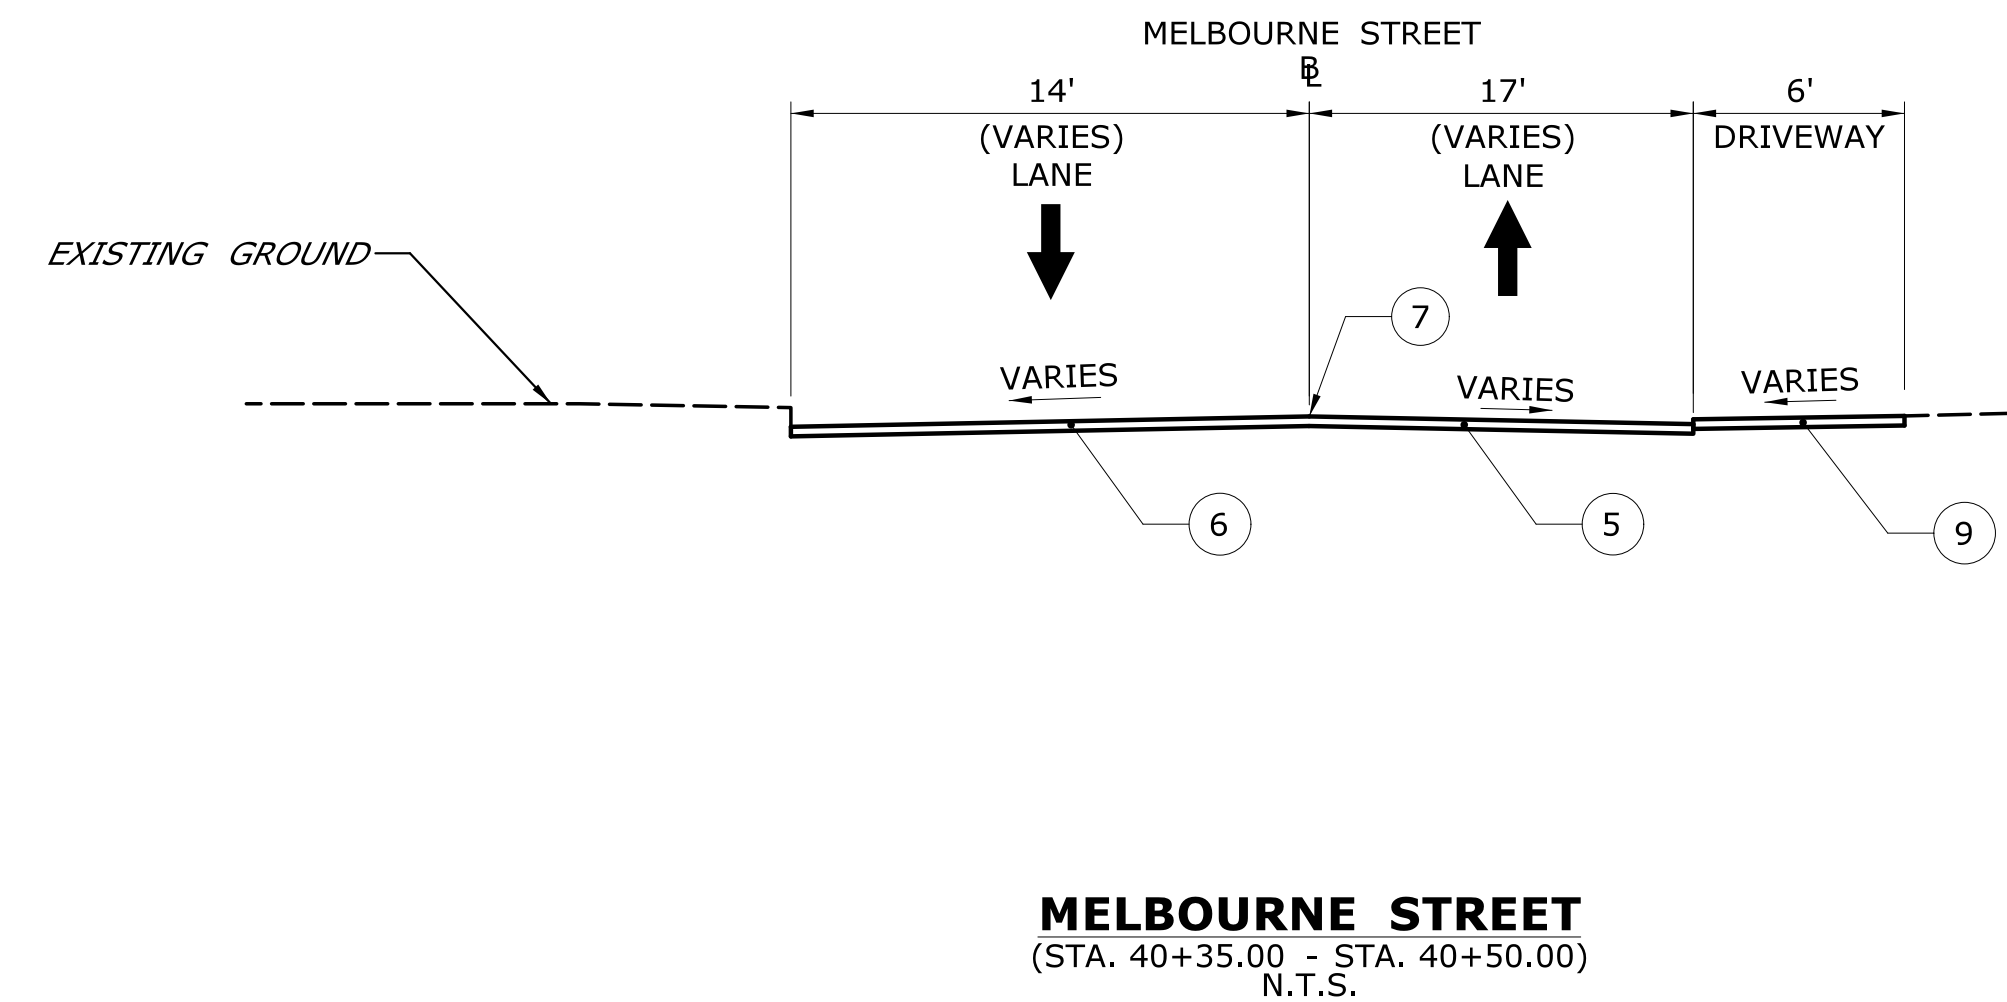 MELBOURNE STREET
BL
14' 17' 6'
(VARIES) (VARIES) DRIVEWAY
LANE LANE
EXISTING GROUND
7
VARIES VARIES VARIES
6 5 9
MELBOURNE STREET
(STA. 40+35.00 - STA. 40+50.00)
N.T.S.